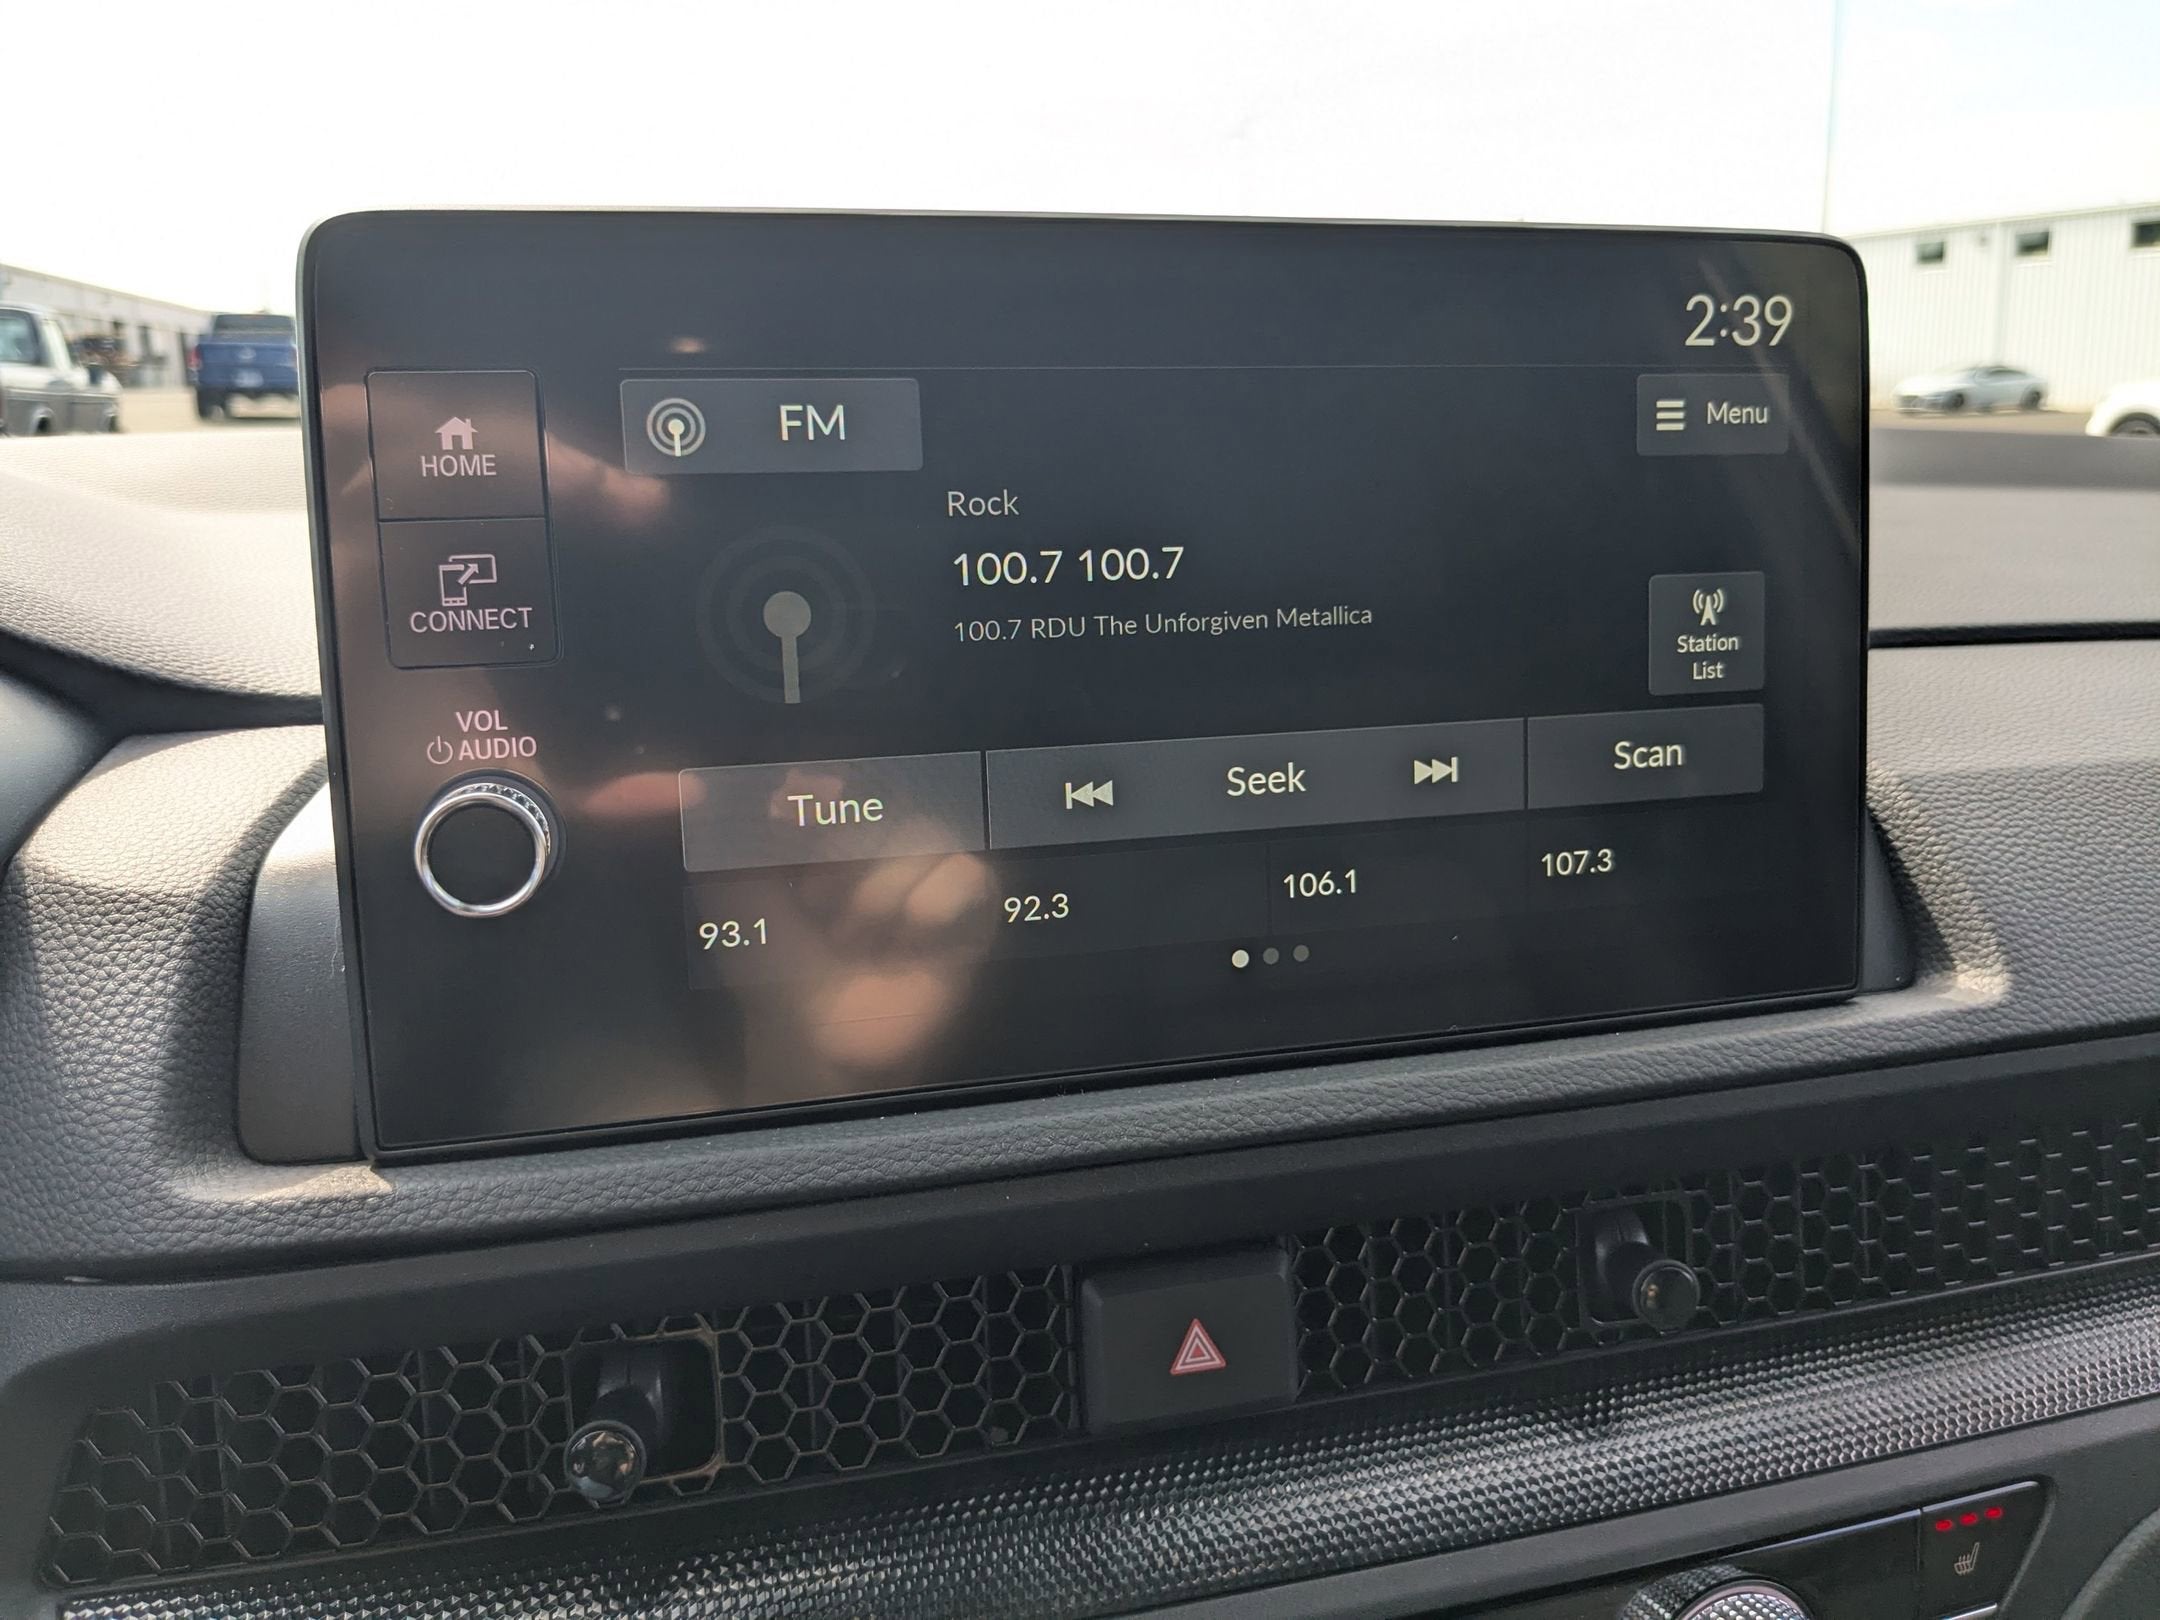 2:39
HOME
FM
Menu
Rock
100.7 100.7
100.7 RDU The Unforgiven Metallica
CONNECT
Station
List
VOL
AUDIO
Tune
Seek
Scan
93.1
92.3
106.1
107.3